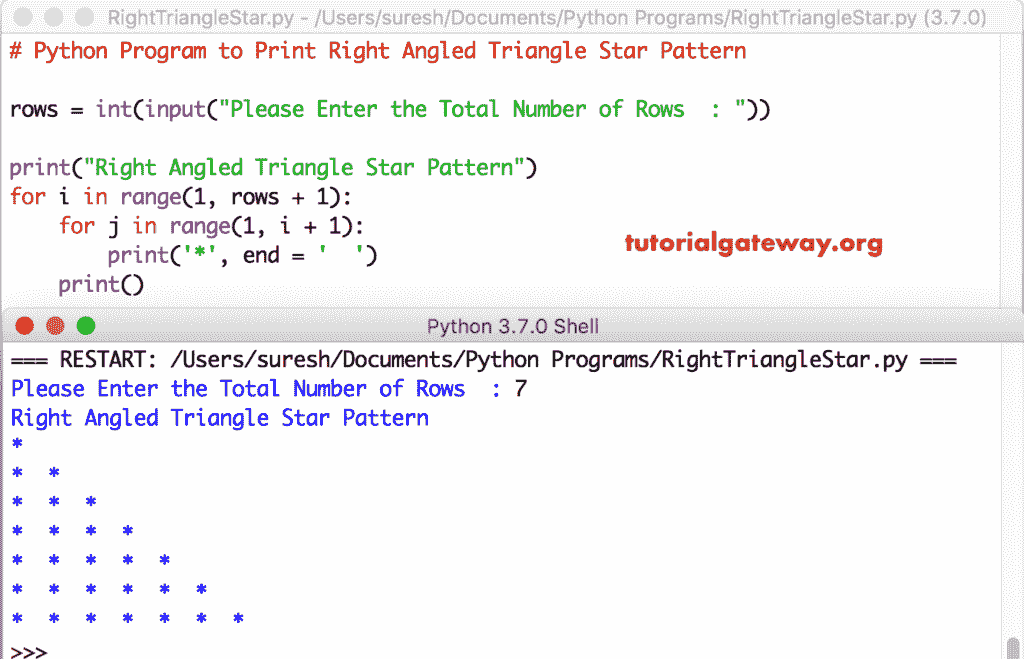 RightTriangleStar.py - /Users/suresh/Documents/Python Programs/RightTriangleStar.py (3.7.0)
# Python Program to Print Right Angled Triangle Star Pattern
rows = int(input("Please Enter the Total Number of Rows  : "))
print("Right Angled Triangle Star Pattern")
for i in range(1, rows + 1):
    for j in range(1, i + 1):
        print('*', end = '  ')
    print()
tutorialgateway.org
Python 3.7.0 Shell
=== RESTART: /Users/suresh/Documents/Python Programs/RightTriangleStar.py ===
Please Enter the Total Number of Rows  : 7
Right Angled Triangle Star Pattern
*
*  *
*  *  *
*  *  *  *
*  *  *  *  *
*  *  *  *  *  *
*  *  *  *  *  *  *
>>>